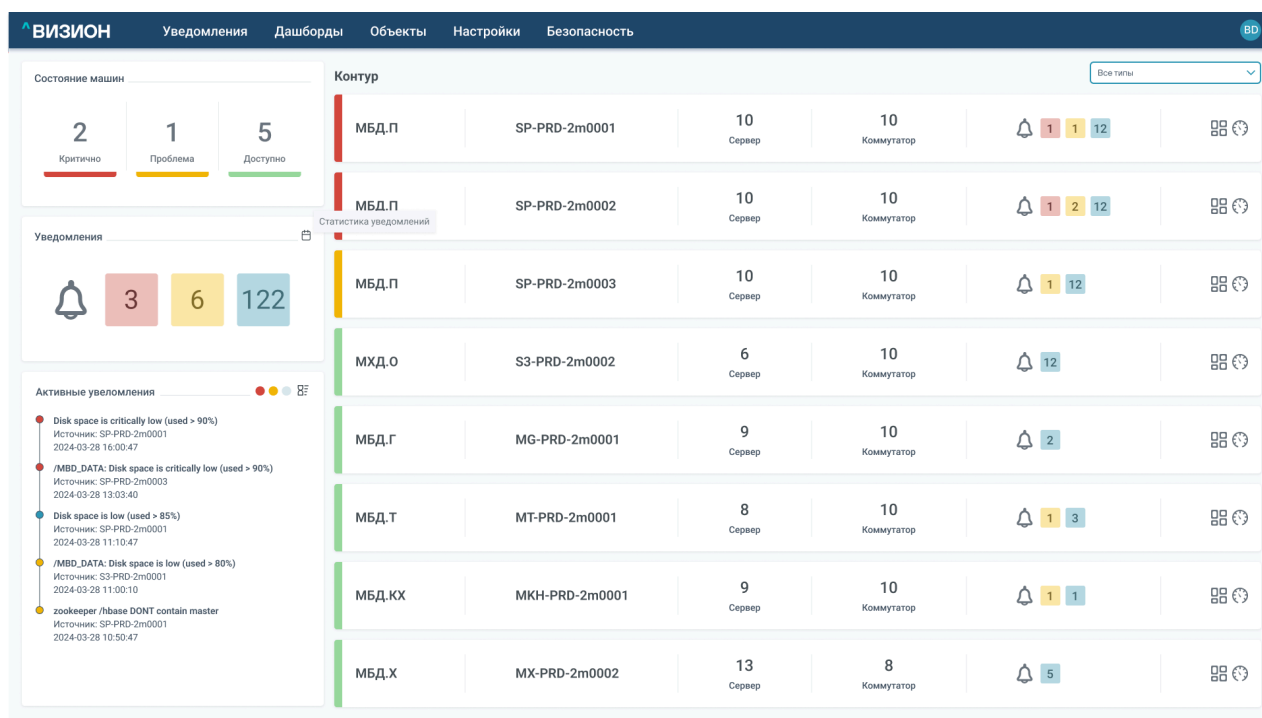 ^ВИЗИОН Уведомления Дашборды Объекты Настройки Безопасность BD
Состояние машин
2 1 5
Критично Проблема Доступно
Статистика уведомлений
Уведомления
3 6 122
Активные увеломления
Disk space is critically low (used > 90%)
Источник: SP-PRD-2m0001
2024-03-28 16:00:47
/MBD_DATA: Disk space is critically low (used > 90%)
Источник: SP-PRD-2m0003
2024-03-28 13:03:40
Disk space is low (used > 85%)
Источник: SP-PRD-2m0001
2024-03-28 11:10:47
/MBD_DATA: Disk space is low (used > 80%)
Источник: S3-PRD-2m0001
2024-03-28 11:00:10
zookeeper /hbase DONT contain master
Источник: SP-PRD-2m0001
2024-03-28 10:50:47
Контур Все типы
МБД.П SP-PRD-2m0001 10 10 1 1 12
Сервер Коммутатор
МБД.П SP-PRD-2m0002 10 10 1 2 12
Сервер Коммутатор
МБД.П SP-PRD-2m0003 10 10 1 12
Сервер Коммутатор
МХД.О S3-PRD-2m0002 6 10 12
Сервер Коммутатор
МБД.Г MG-PRD-2m0001 9 10 2
Сервер Коммутатор
МБД.Т MT-PRD-2m0001 8 10 1 3
Сервер Коммутатор
МБД.КХ MKH-PRD-2m0001 9 10 1 1
Сервер Коммутатор
МБД.Х MX-PRD-2m0002 13 8 5
Сервер Коммутатор